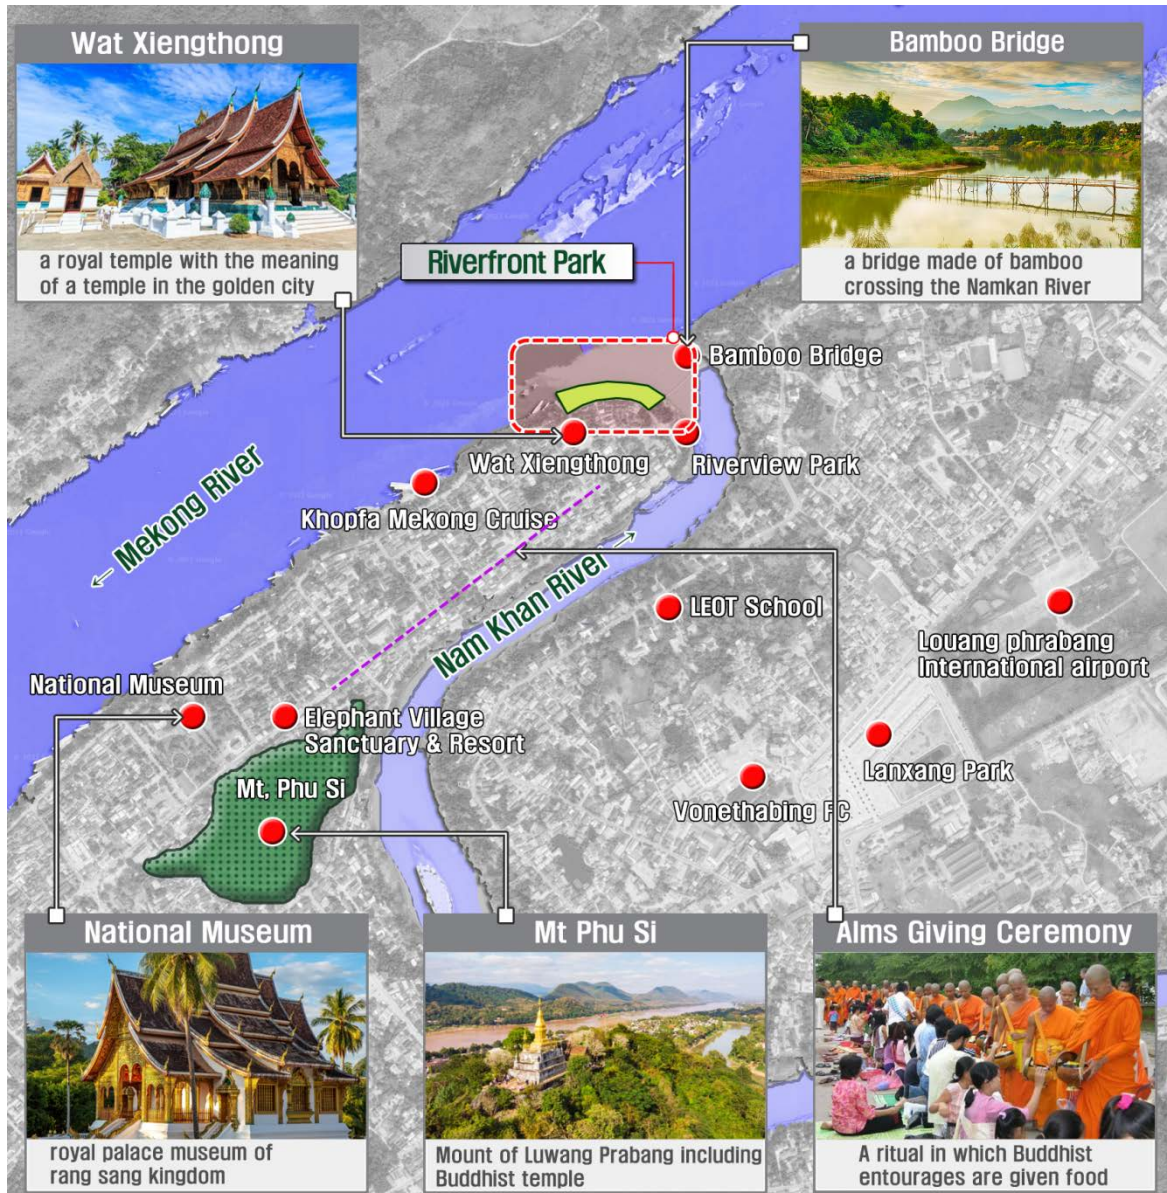 Wat Xiengthong
a royal temple with the meaning
of a temple in the golden city
Bamboo Bridge
a bridge made of bamboo
crossing the Namkan River
Riverfront Park
Bamboo Bridge
Wat Xiengthong
Riverview Park
Khopfa Mekong Cruise
← Mekong River
Nam Khan River →
LEOT School
Louang phrabang
International airport
National Museum
Elephant Village
Sanctuary & Resort
Mt, Phu Si
Lanxang Park
Vonethabing FC
National Museum
royal palace museum of
rang sang kingdom
Mt Phu Si
Mount of Luwang Prabang including
Buddhist temple
Alms Giving Ceremony
A ritual in which Buddhist
entourages are given food